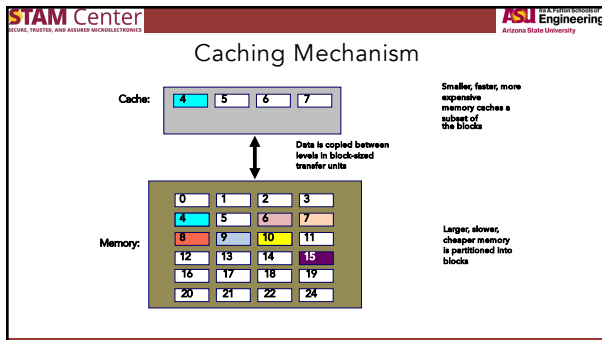 STAM Center
SECURE, TRUSTED, AND ASSURED MICROELECTRONICS
ASU Ira A. Fulton Schools of
Engineering
Arizona State University
Caching Mechanism
Cache:
4 5 6 7
Smaller, faster, more
expensive
memory caches a
subset of
the blocks
Data is copied between
levels in block-sized
transfer units
Memory:
0 1 2 3
4 5 6 7
8 9 10 11
12 13 14 15
16 17 18 19
20 21 22 24
Larger, slower,
cheaper memory
is partitioned into
blocks